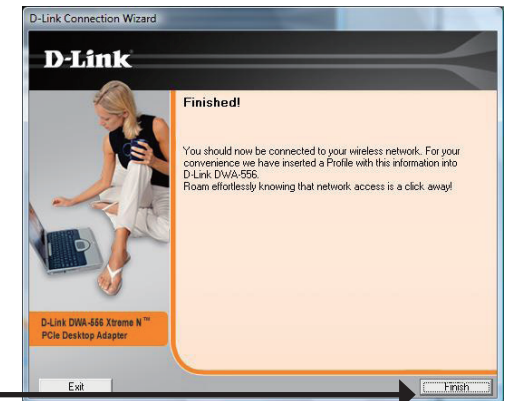 D-Link Connection Wizard
D-Link
Finished!
You should now be connected to your wireless network. For your
convenience we have inserted a Profile with this information into
D-Link DWA-556.
Roam effortlessly knowing that network access is a click away!
D-Link DWA-556 Xtreme N™
PCIe Desktop Adapter
Exit
Finish